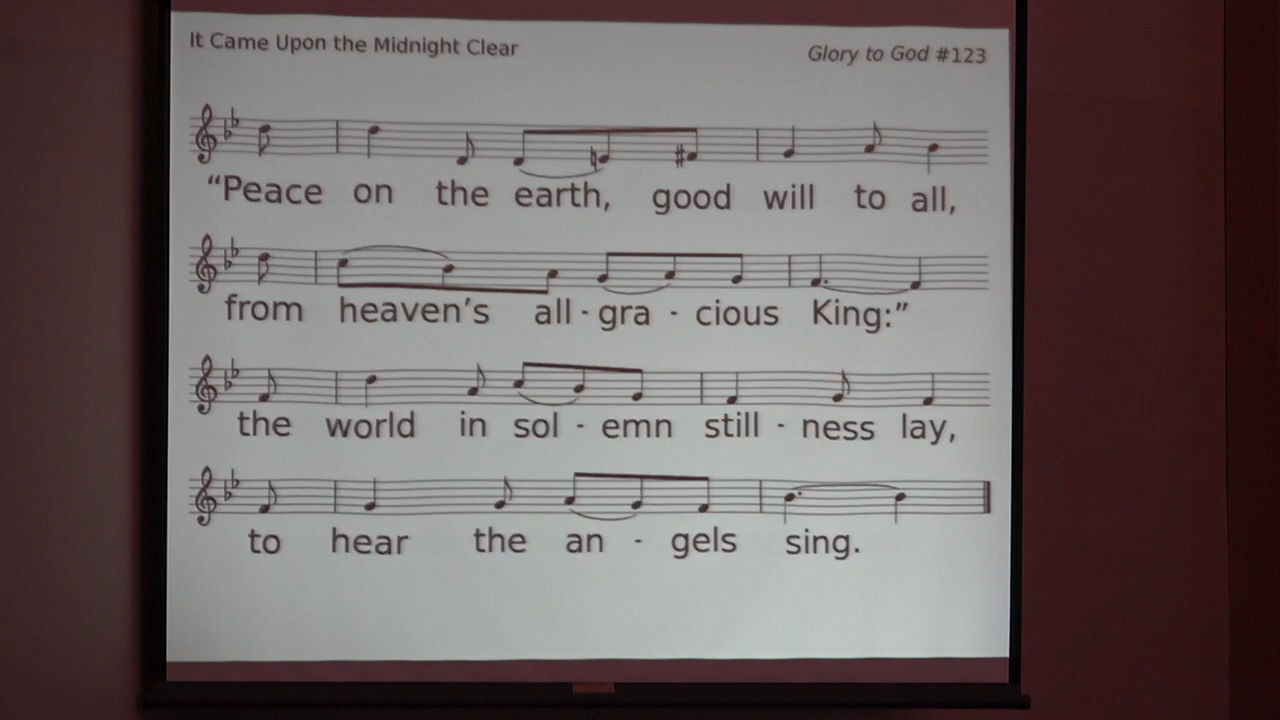 It Came Upon the Midnight Clear
Glory to God #123
“Peace on the earth, good will to all,
from heaven’s all - gra - cious King:”
the world in sol - emn still - ness lay,
to hear the an - gels sing.